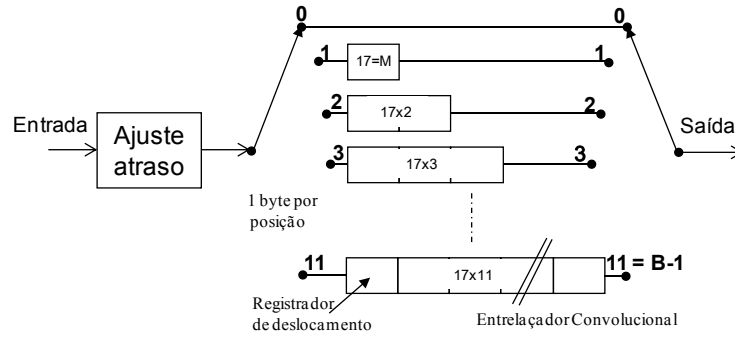 0 0
1 17=M 1
Entrada
Ajuste
atraso
2 17x2 2
Saída
3 17x3 3
1 byte por
posição
11 17x11 11 = B-1
Registrador
de deslocamento
Entrelaçador Convolucional